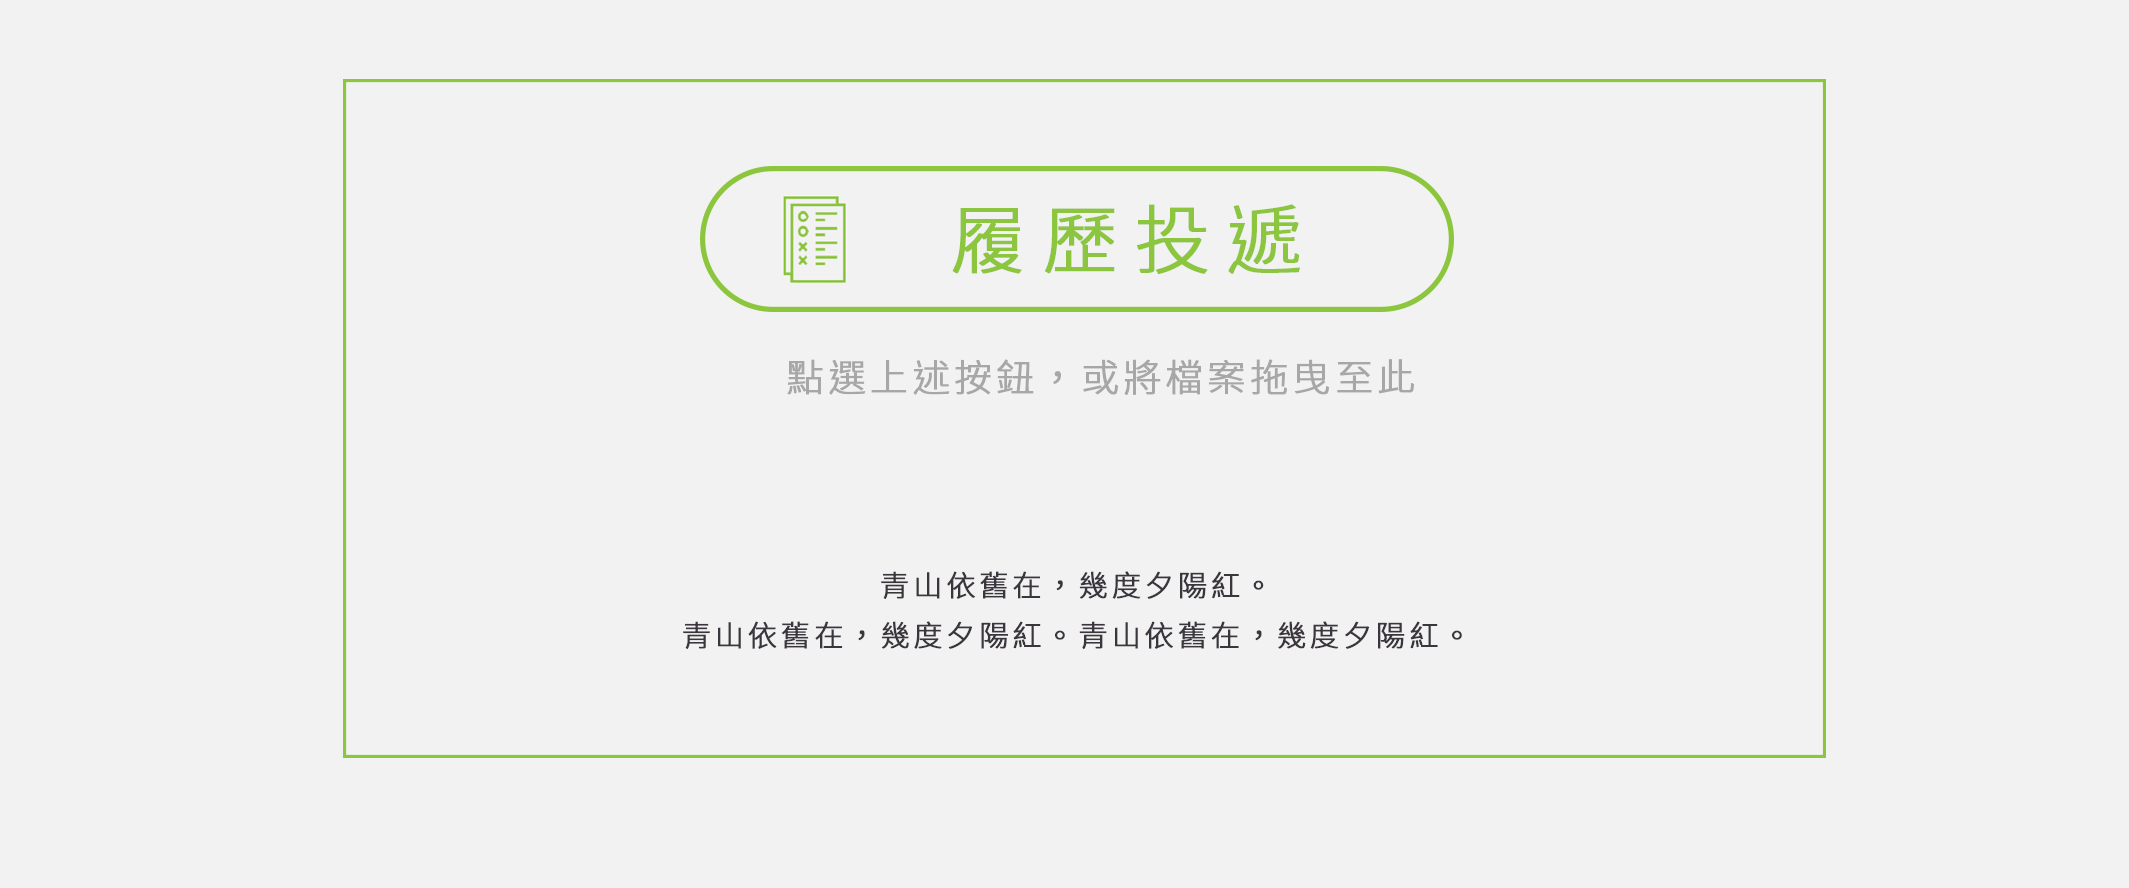 履歷投遞
點選上述按鈕，或將檔案拖曳至此
青山依舊在，幾度夕陽紅。
青山依舊在，幾度夕陽紅。青山依舊在，幾度夕陽紅。